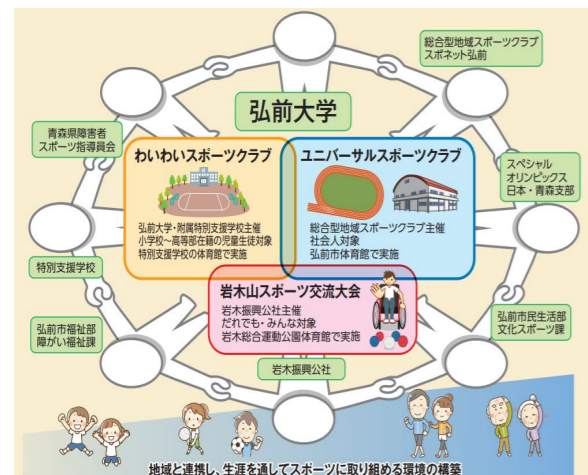 総合型地域スポーツクラブ
スポネット弘前
弘前大学
青森県障害者
スポーツ指導員会
わいわいスポーツクラブ
弘前大学・附属特別支援学校主催
小学校～高等部在籍の児童生徒対象
特別支援学校の体育館で実施
ユニバーサルスポーツクラブ
総合型地域スポーツクラブ主催
社会人対象
弘前市体育館で実施
スペシャル
オリンピックス
日本・青森支部
特別支援学校
岩木山スポーツ交流大会
岩木振興公社主催
だれでも・みんな対象
岩木総合運動公園体育館で実施
弘前市福祉部
障がい福祉課
弘前市民生活部
文化スポーツ課
岩木振興公社
地域と連携し、生涯を通してスポーツに取り組める環境の構築